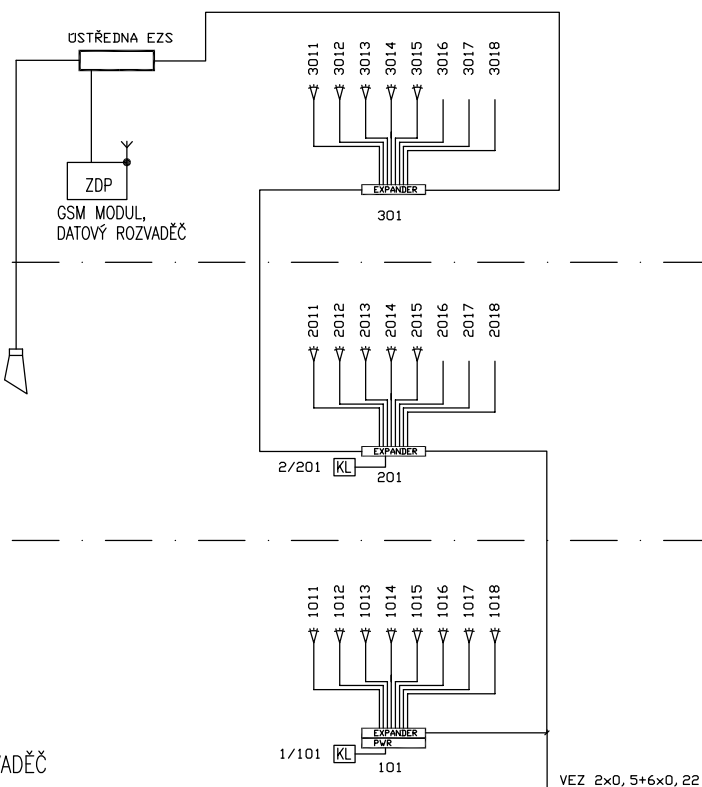 ÚSTŘEDNA EZS
3011
3012
3013
3014
3015
3016
3017
3018
ZDP
EXPANDER
301
GSM MODUL,
DATOVÝ ROZVADĚČ
2011
2012
2013
2014
2015
2016
2017
2018
EXPANDER
2/201
KL
201
1011
1012
1013
1014
1015
1016
1017
1018
EXPANDER
PWR
1/101
KL
101
VADĚČ
VEZ 2x0,5+6x0,22